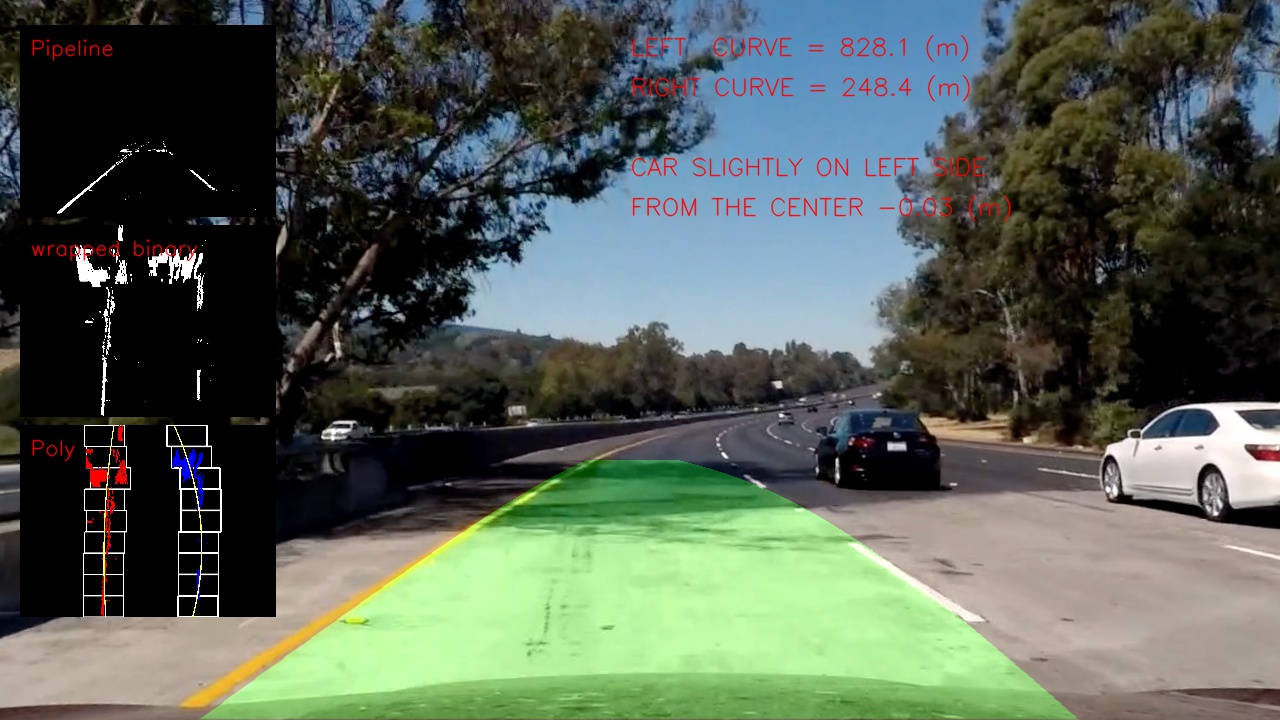 Pipeline
LEFT CURVE = 828.1 (m)
RIGHT CURVE = 248.4 (m)
CAR SLIGHTLY ON LEFT SIDE
FROM THE CENTER -0.03 (m)
wrapped binary
Poly